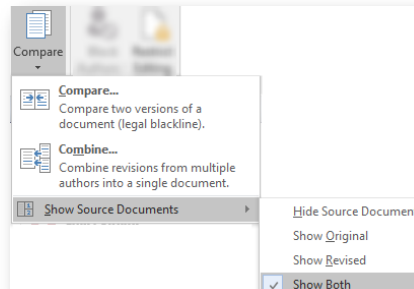 Compare
Compare...
Compare two versions of a
document (legal blackline).
Combine...
Combine revisions from multiple
authors into a single document.
Show Source Documents
Hide Source Documen
Show Original
Show Revised
Show Both